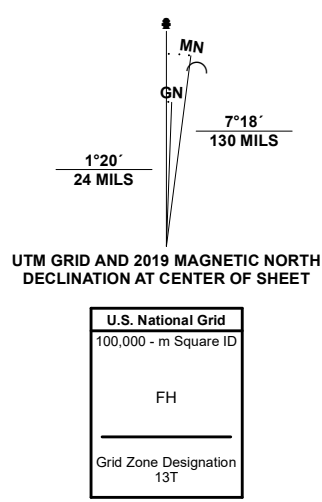 MN
GN
7°18´
130 MILS
1°20´
24 MILS
UTM GRID AND 2019 MAGNETIC NORTH
DECLINATION AT CENTER OF SHEET
U.S. National Grid
100,000 - m Square ID
FH
Grid Zone Designation
13T